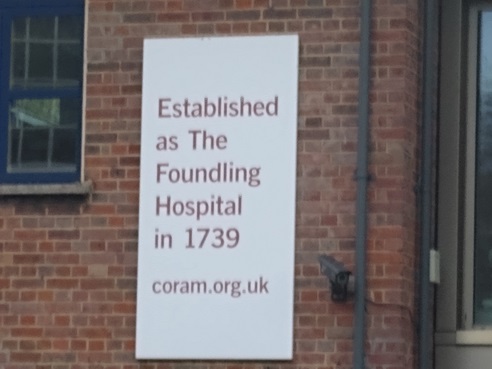 Established
as The
Foundling
Hospital
in 1739
coram.org.uk